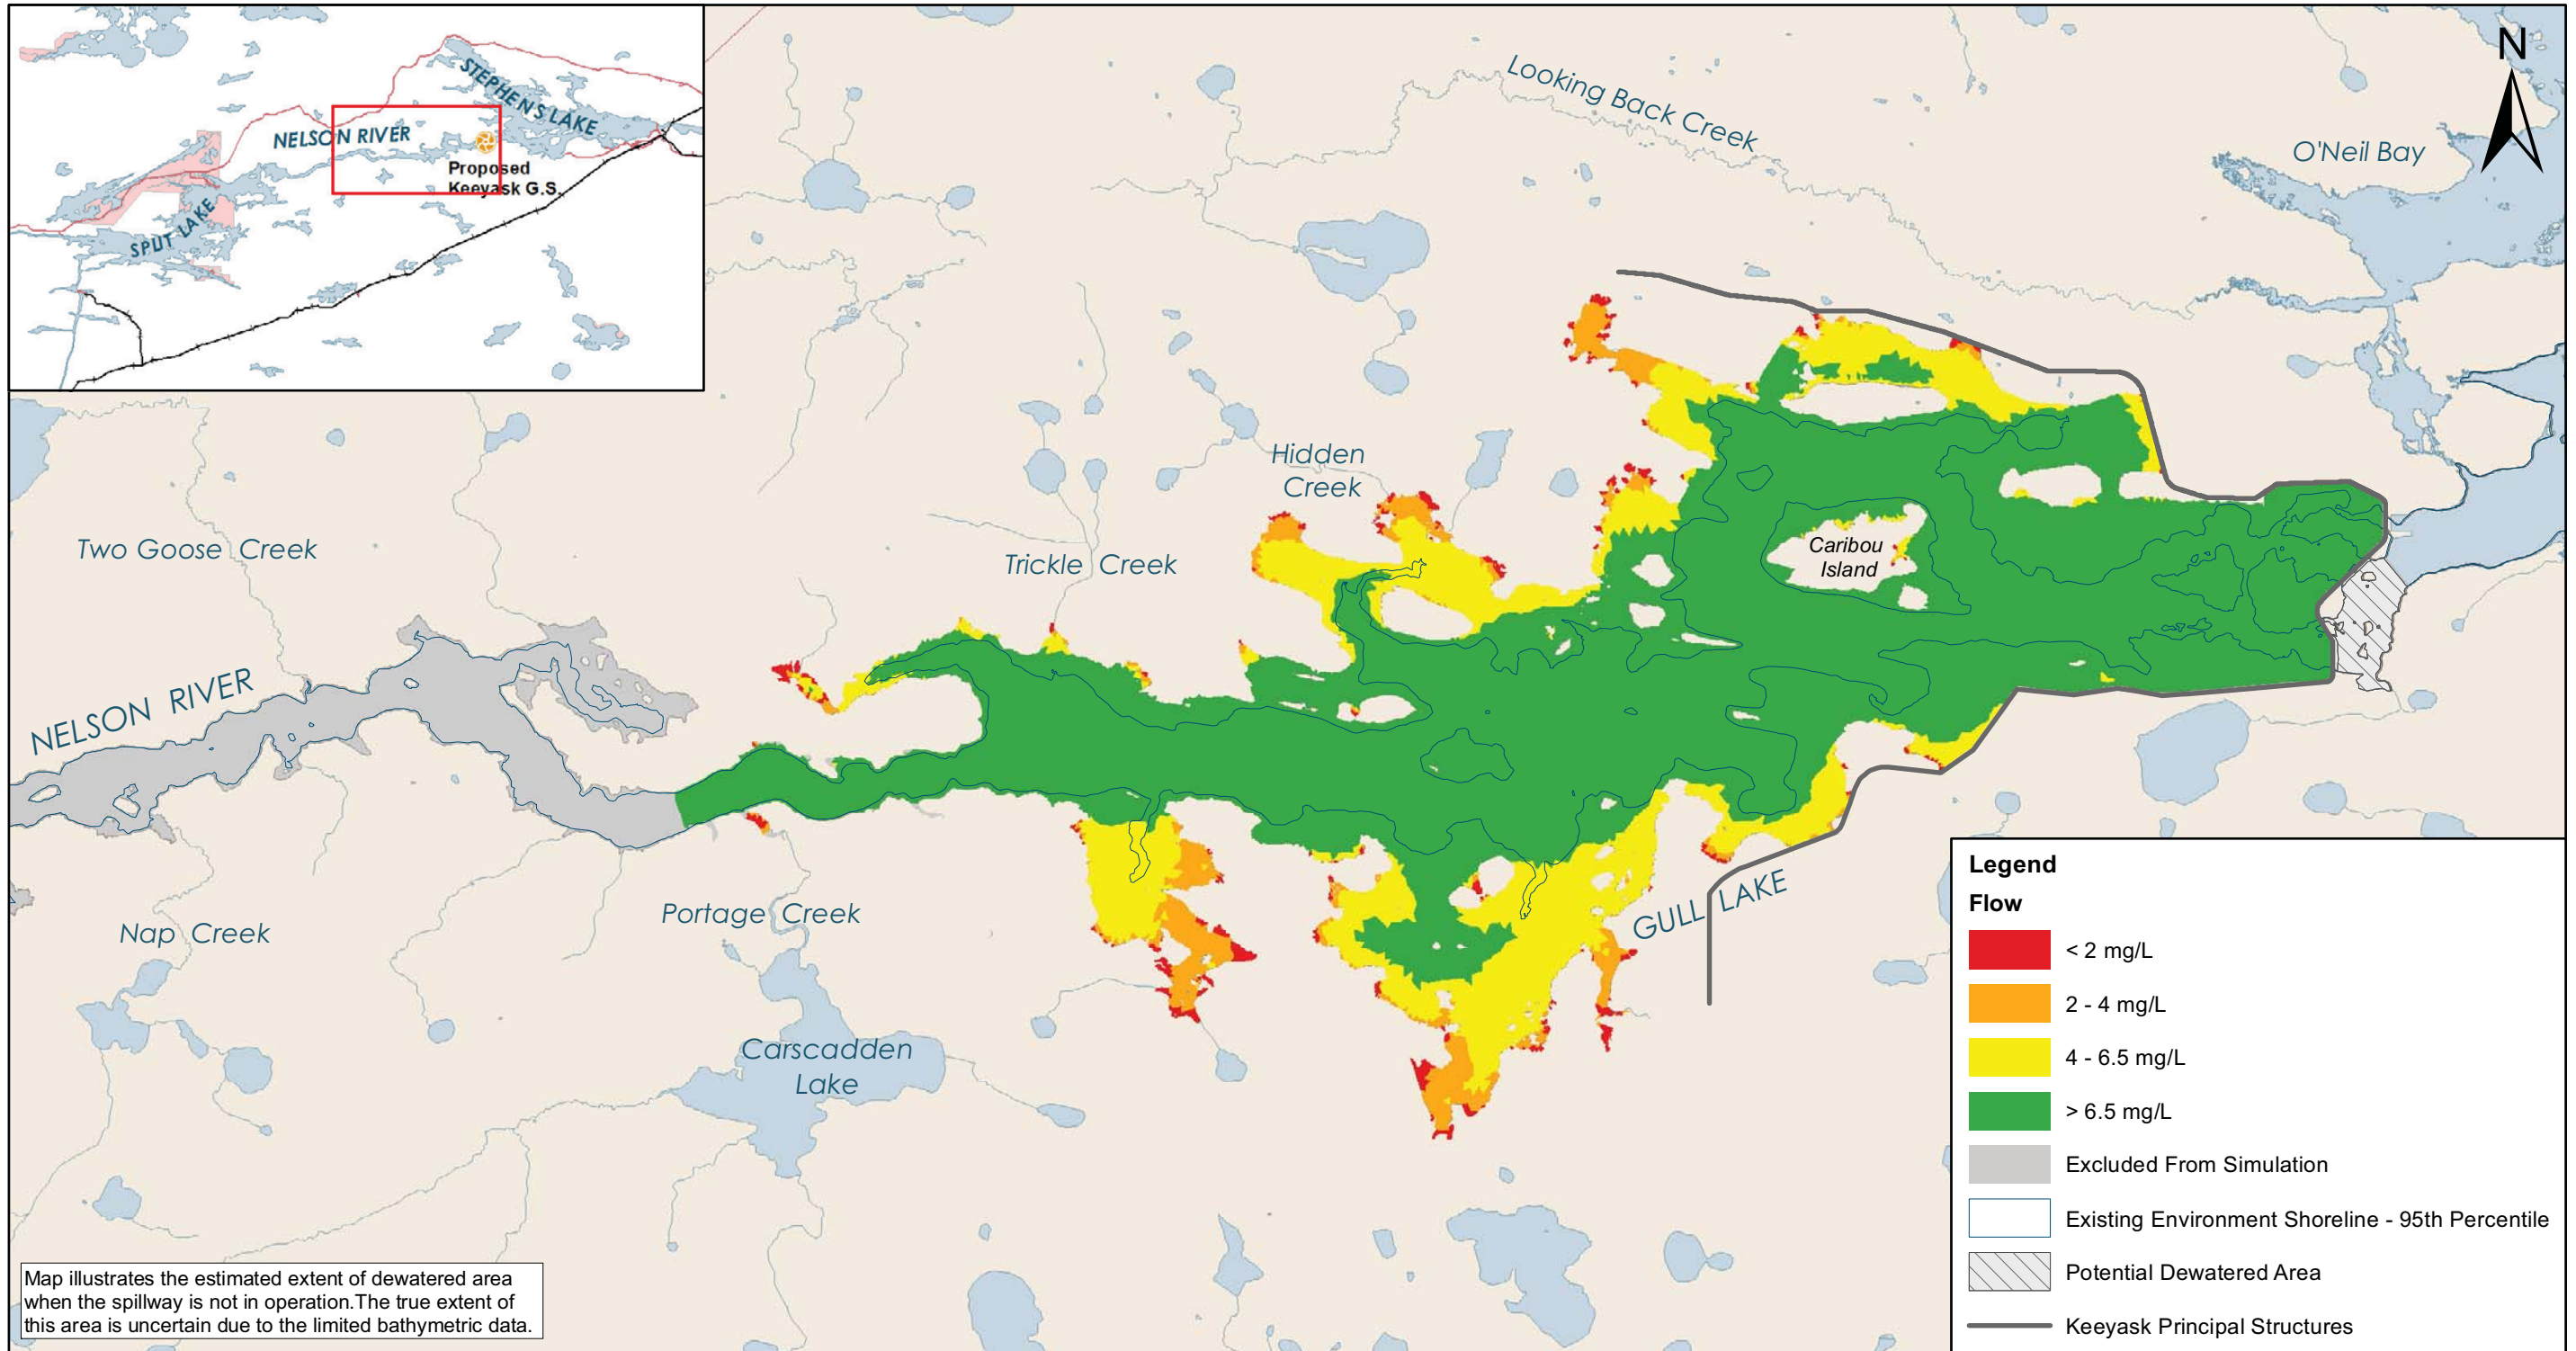 STEPHENS LAKE
NELSON RIVER
Proposed
Keeyask G.S.
SPLIT LAKE
N
Looking Back Creek
O'Neil Bay
Hidden
Creek
Two Goose Creek
Trickle Creek
Caribou
Island
NELSON RIVER
Nap Creek
Portage Creek
GULL LAKE
Carscadden
Lake
Legend
Flow
< 2 mg/L
2 - 4 mg/L
4 - 6.5 mg/L
> 6.5 mg/L
Excluded From Simulation
Existing Environment Shoreline - 95th Percentile
Potential Dewatered Area
Keeyask Principal Structures
Map illustrates the estimated extent of dewatered area
when the spillway is not in operation.The true extent of
this area is uncertain due to the limited bathymetric data.